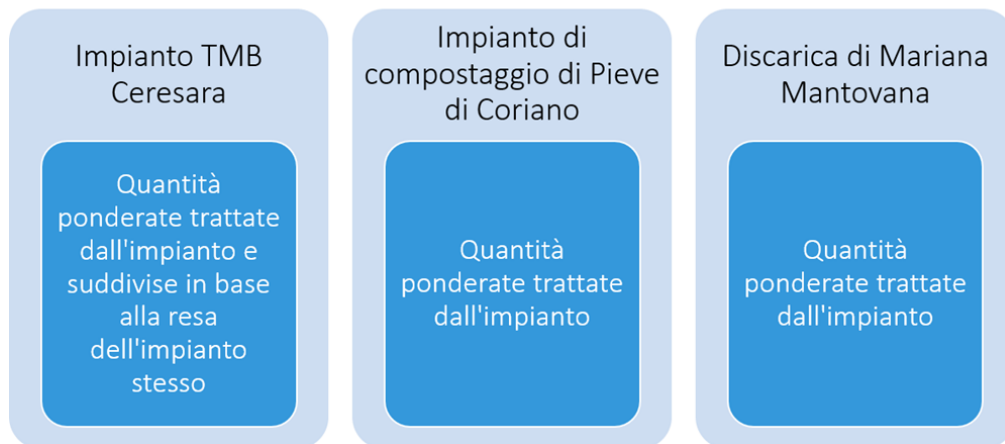 Impianto TMB
Ceresara
Quantità
ponderate trattate
dall'impianto e
suddivise in base
alla resa
dell'impianto
stesso
Impianto di
compostaggio di Pieve
di Coriano
Quantità
ponderate trattate
dall'impianto
Discarica di Mariana
Mantovana
Quantità
ponderate trattate
dall'impianto